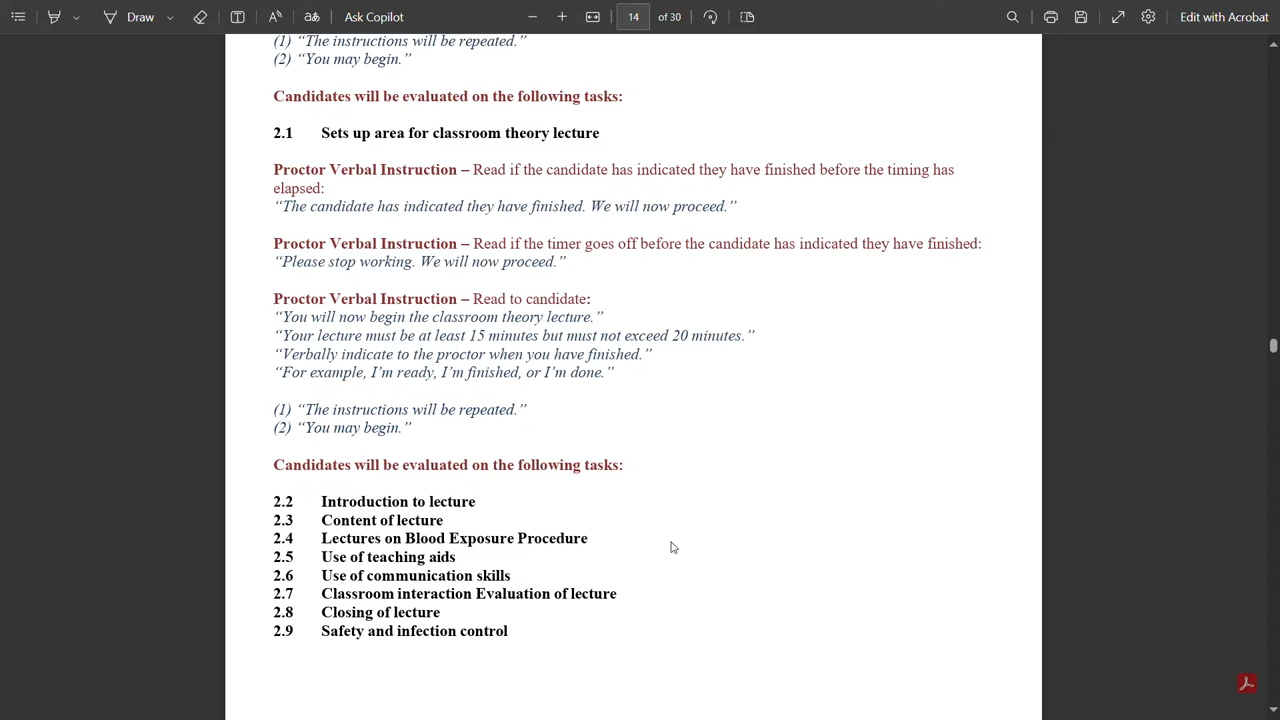 Draw
Ask Copilot
14 of 30
Edit with Acrobat
(1) “The instructions will be repeated.”
(2) “You may begin.”
Candidates will be evaluated on the following tasks:
2.1 Sets up area for classroom theory lecture
Proctor Verbal Instruction – Read if the candidate has indicated they have finished before the timing has
elapsed:
“The candidate has indicated they have finished. We will now proceed.”
Proctor Verbal Instruction – Read if the timer goes off before the candidate has indicated they have finished:
“Please stop working. We will now proceed.”
Proctor Verbal Instruction – Read to candidate:
“You will now begin the classroom theory lecture.”
“Your lecture must be at least 15 minutes but must not exceed 20 minutes.”
“Verbally indicate to the proctor when you have finished.”
“For example, I’m ready, I’m finished, or I’m done.”
(1) “The instructions will be repeated.”
(2) “You may begin.”
Candidates will be evaluated on the following tasks:
2.2 Introduction to lecture
2.3 Content of lecture
2.4 Lectures on Blood Exposure Procedure
2.5 Use of teaching aids
2.6 Use of communication skills
2.7 Classroom interaction Evaluation of lecture
2.8 Closing of lecture
2.9 Safety and infection control